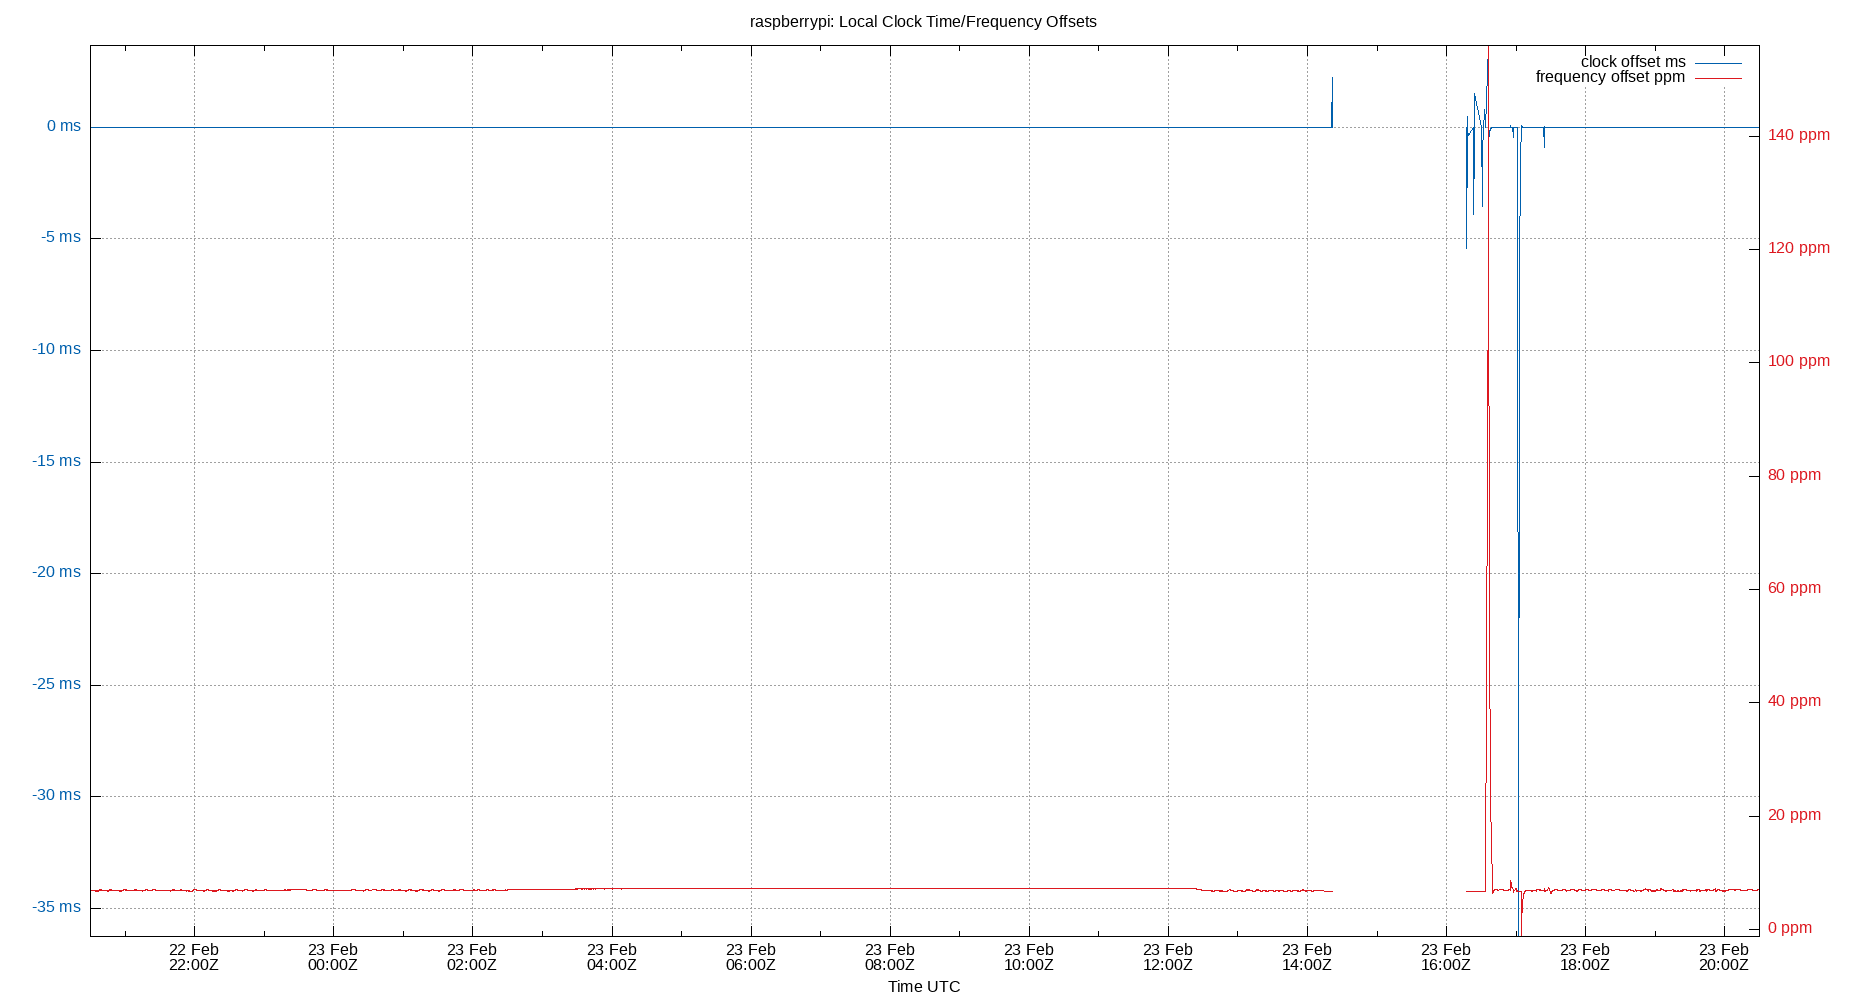 raspberrypi: Local Clock Time/Frequency Offsets
clock offset ms
frequency offset ppm
0 ms
-5 ms
-10 ms
-15 ms
-20 ms
-25 ms
-30 ms
-35 ms
140 ppm
120 ppm
100 ppm
80 ppm
60 ppm
40 ppm
20 ppm
0 ppm
22 Feb 23 Feb 23 Feb 23 Feb 23 Feb 23 Feb 23 Feb 23 Feb 23 Feb 23 Feb 23 Feb 23 Feb
22:00Z 00:00Z 02:00Z 04:00Z 06:00Z 08:00Z 10:00Z 12:00Z 14:00Z 16:00Z 18:00Z 20:00Z
Time UTC